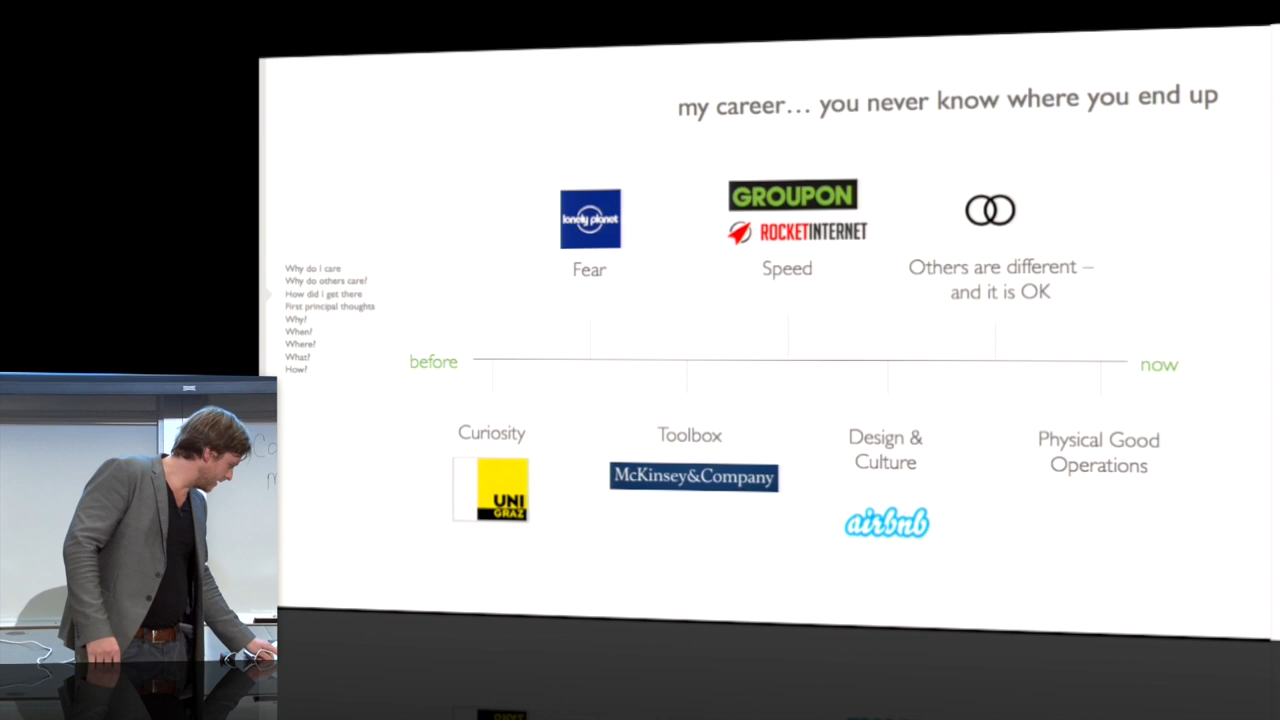 my career... you never know where you end up
lonely planet
GROUPON
ROCKETINTERNET
Fear
Speed
Others are different –
and it is OK
Why do I care
Why do others care?
How did I get there
First principal thoughts
Why?
When?
Where?
What?
How?
before
now
Curiosity
Toolbox
Design &
Culture
Physical Good
Operations
UNI
GRAZ
McKinsey&Company
airbnb